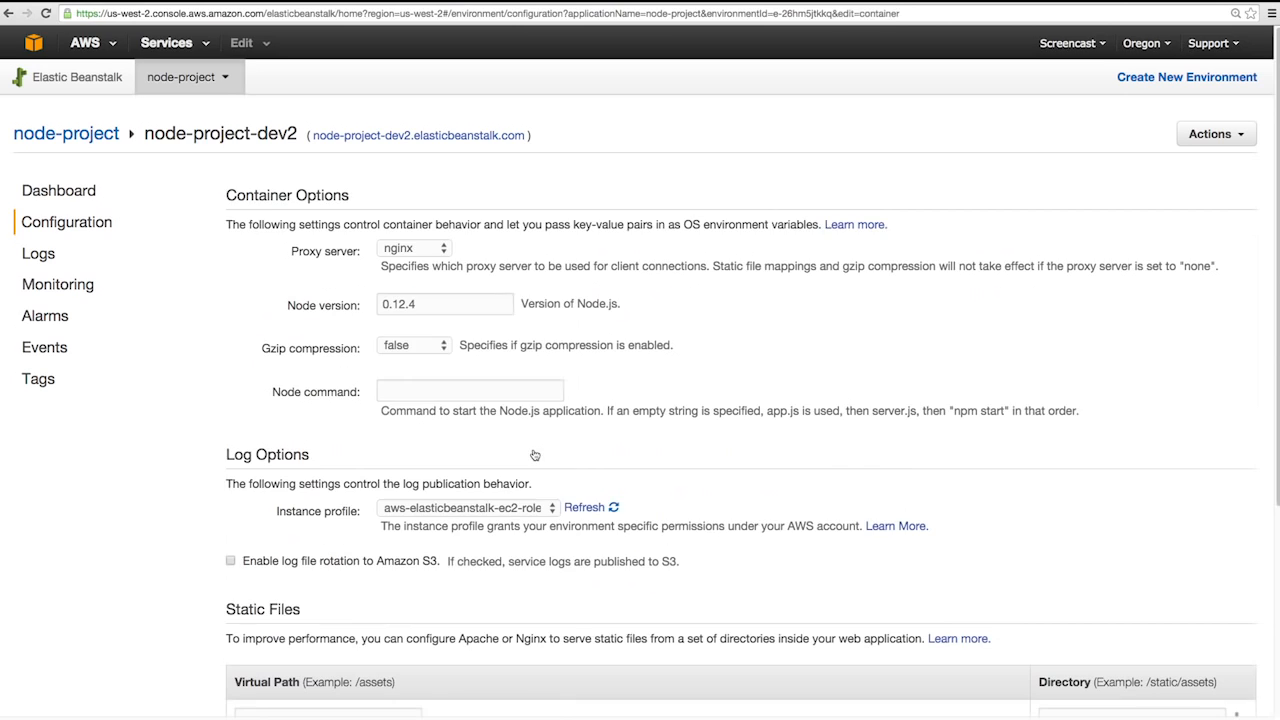 https://us-west-2.console.aws.amazon.com/elasticbeanstalk/home?region=us-west-2#/environment/configuration?applicationName=node-project&environmentId=e-26hm5jtkkq&edit=container
AWS Services Edit Screencast Oregon Support
Elastic Beanstalk node-project Create New Environment
node-project node-project-dev2 ( node-project-dev2.elasticbeanstalk.com ) Actions
Dashboard
Configuration
Logs
Monitoring
Alarms
Events
Tags
Container Options
The following settings control container behavior and let you pass key-value pairs in as OS environment variables. Learn more.
Proxy server: nginx
Specifies which proxy server to be used for client connections. Static file mappings and gzip compression will not take effect if the proxy server is set to "none".
Node version: 0.12.4 Version of Node.js.
Gzip compression: false Specifies if gzip compression is enabled.
Node command:
Command to start the Node.js application. If an empty string is specified, app.js is used, then server.js, then "npm start" in that order.
Log Options
The following settings control the log publication behavior.
Instance profile: aws-elasticbeanstalk-ec2-role Refresh
The instance profile grants your environment specific permissions under your AWS account. Learn More.
Enable log file rotation to Amazon S3. If checked, service logs are published to S3.
Static Files
To improve performance, you can configure Apache or Nginx to serve static files from a set of directories inside your web application. Learn more.
Virtual Path (Example: /assets) Directory (Example: /static/assets)